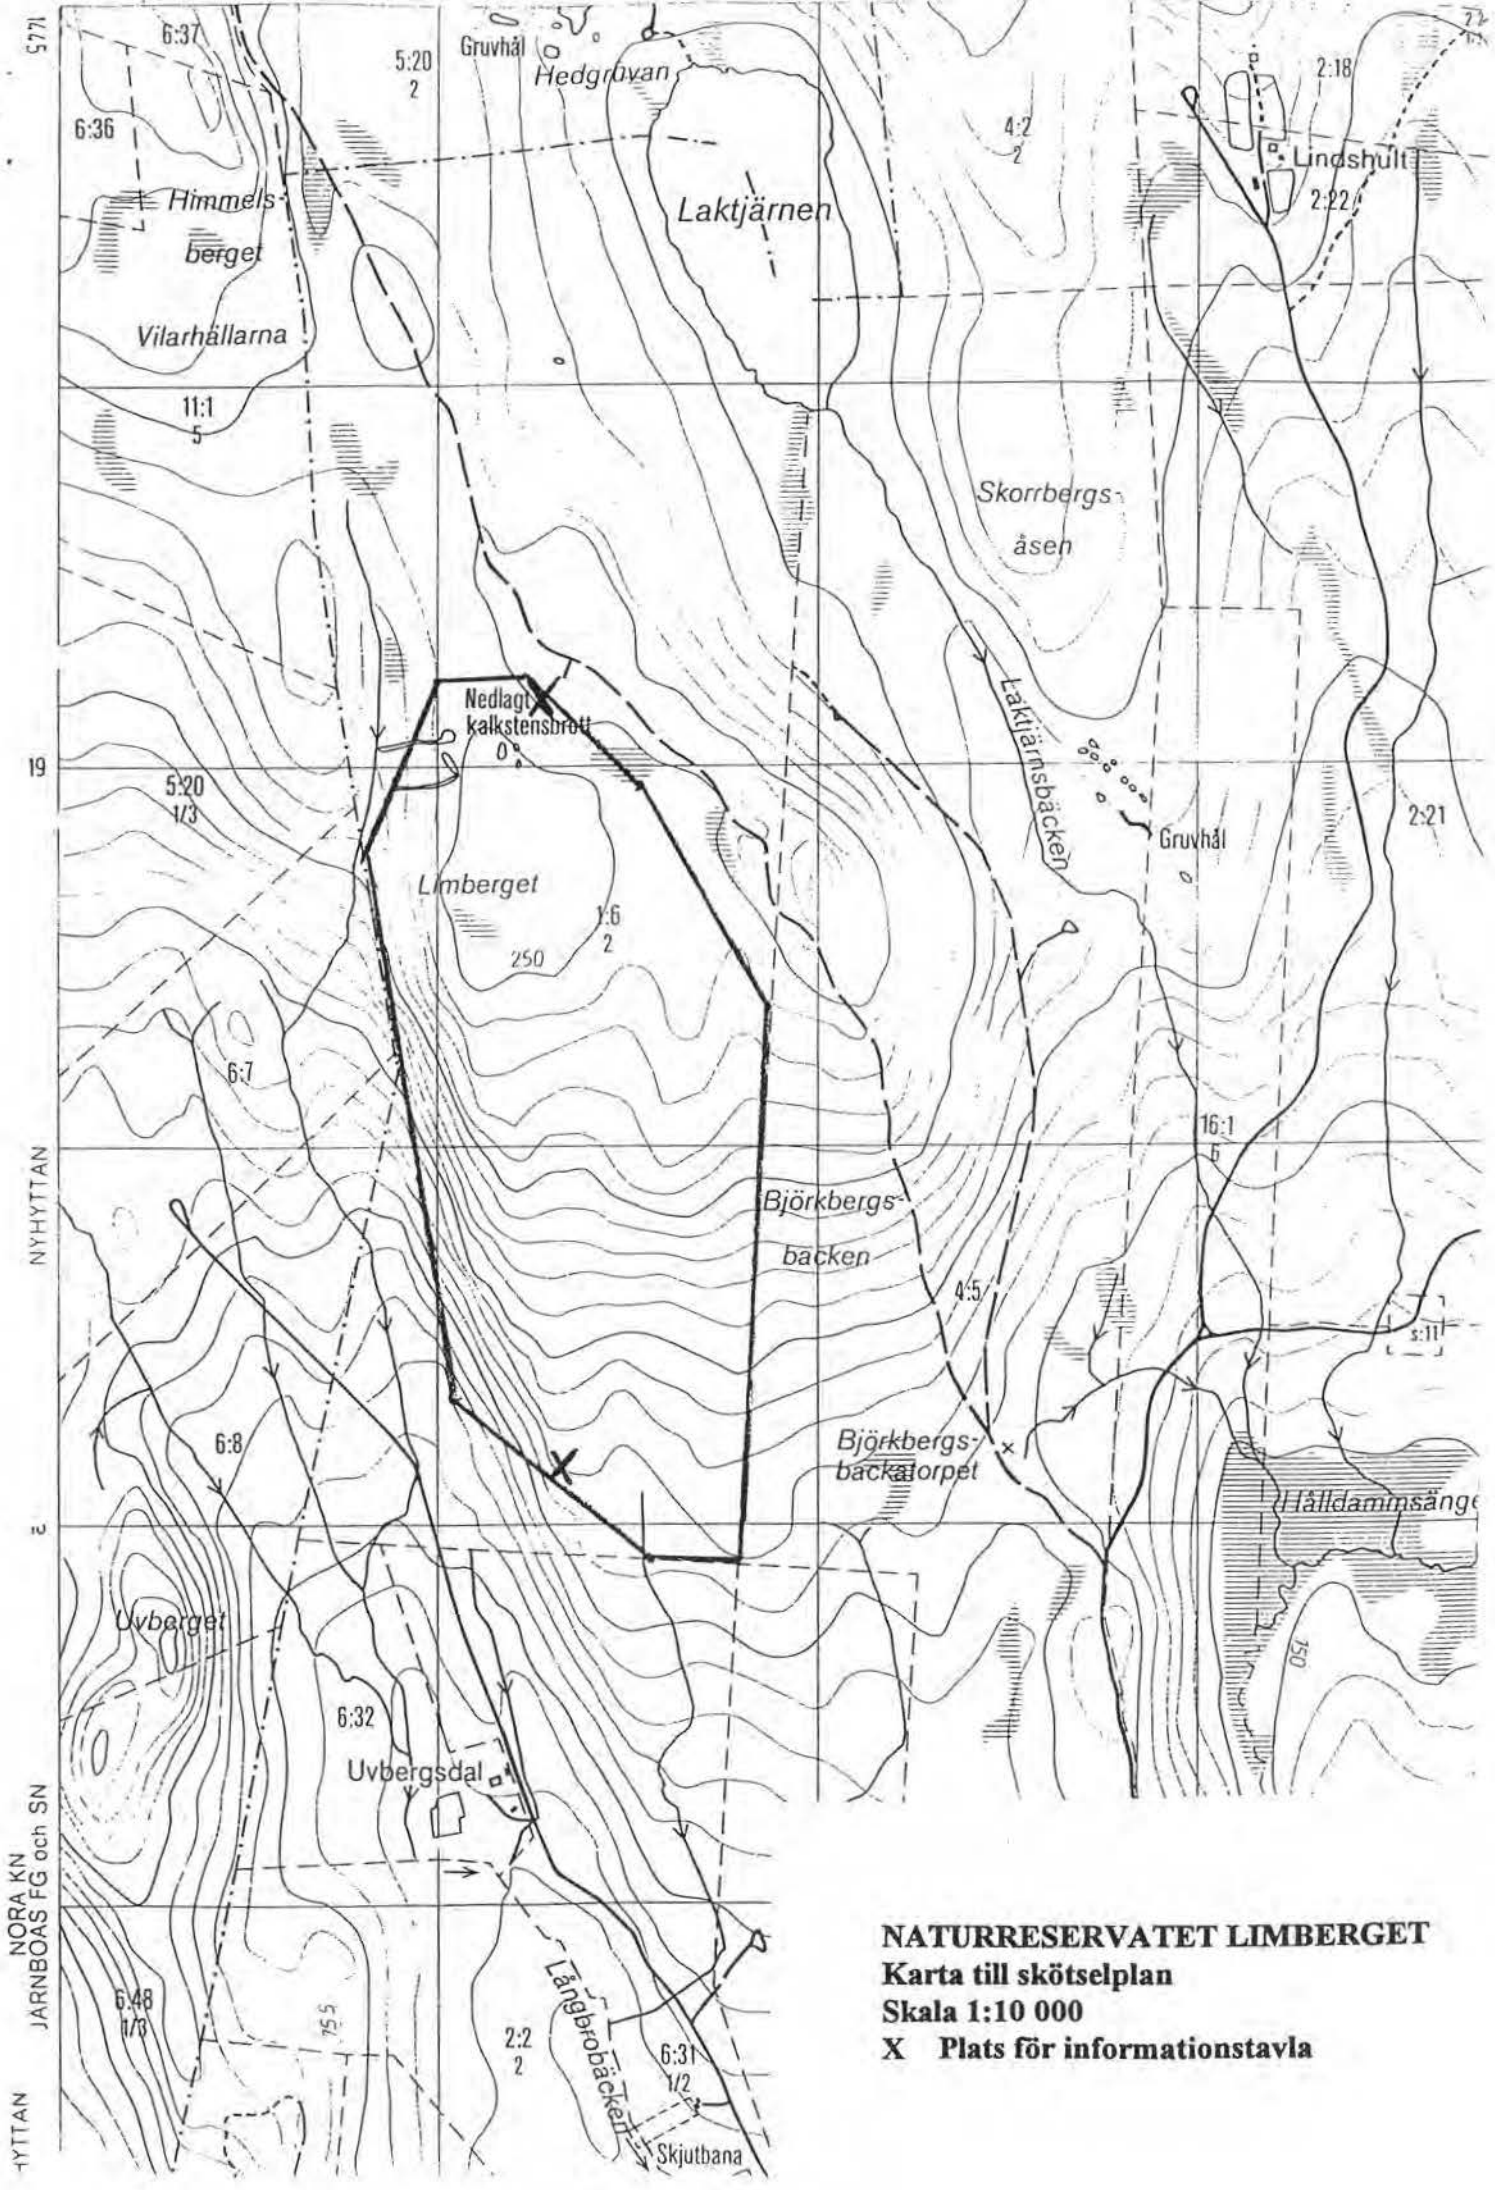 1225
6:37
5:20
2
Gruvhål
Hedgruvan
6:36
4:2
2
2:18
Lindshult
2:22
Himmels-
berget
Laktjärnen
Vilarhällarna
11:1
5
Skorrbergs-
åsen
Nedlagt
kalkstensbrott
19
5:20
1/3
Laktjärnsbäcken
Gruvhål
2:21
Limberget
1:6
2
250
6:7
16:1
6
NYHYTTAN
Björkbergs-
backen
4:5
s:11
6:8
Björkbergs-
backatorpet
Hålldammsänge
Uvberget
150
6:32
Uvbergsdal
NORA KN
JÄRNBOÅS FG och SN
NATURRESERVATET LIMBERGET
Karta till skötselplan
Skala 1:10 000
X Plats för informationstavla
6:48
1/3
155
2:2
2
Långbrobäcken
6:31
1/2
HYTTAN
Skjutbana